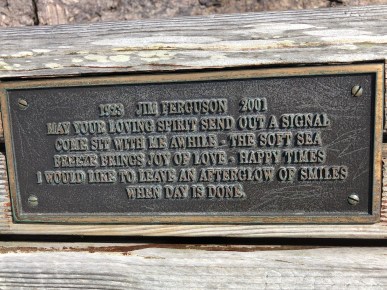 1923 JIM FERGUSON 2001
MAY YOUR LOVING SPIRIT SEND OUT A SIGNAL
COME SIT WITH ME AWHILE - THE SOFT SEA
BREEZE BRINGS JOY OF LOVE - HAPPY TIMES
I WOULD LIKE TO LEAVE AN AFTERGLOW OF SMILES
WHEN DAY IS DONE.